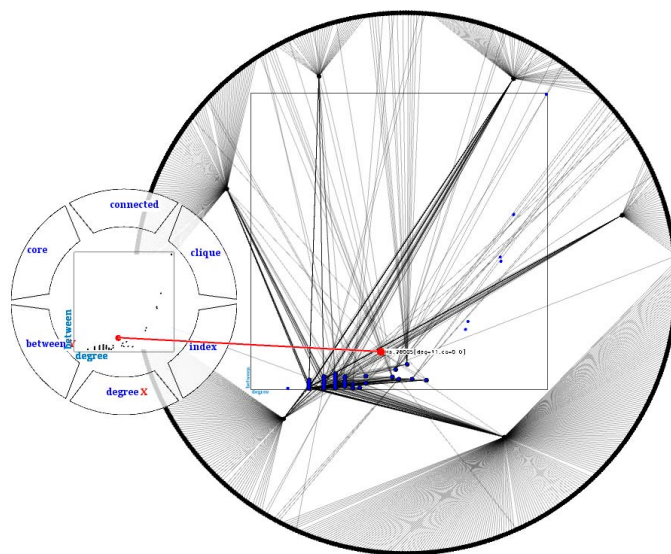 connected
core
clique
between
between Y
index
degree
degree X
between
degree